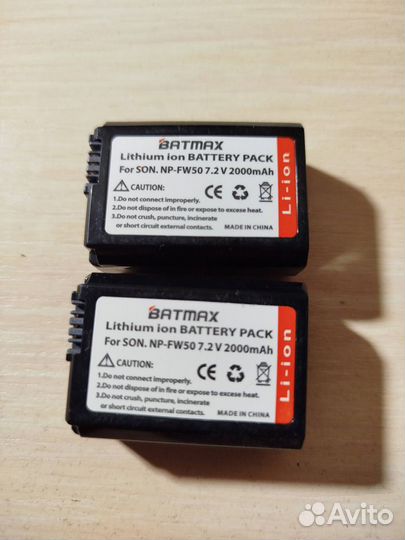 BATMAX
Lithium ion BATTERY PACK
For SON. NP-FW50 7.2 V 2000mAh
CAUTION:
1.Do not connect improperly.
2.Do not dispose of in fire or expose to excese heat.
3.Do not crush, puncture, incinerate
or short circuit external contacts.
MADE IN CHINA
CE
Li-ion
BATMAX
Lithium ion BATTERY PACK
For SON. NP-FW50 7.2 V 2000mAh
CAUTION:
1.Do not connect improperly.
2.Do not dispose of in fire or expose to excese heat.
3.Do not crush, puncture, incinerate
or short circuit external contacts.
MADE IN CHINA
CE
Li-ion
Avito